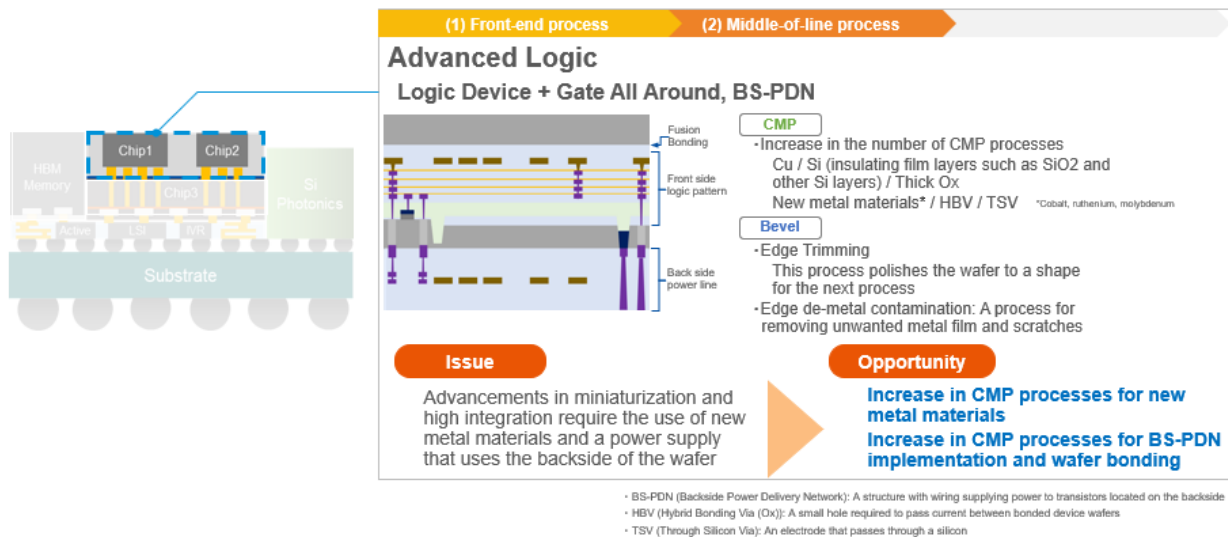 (1) Front-end process
(2) Middle-of-line process
Advanced Logic
Logic Device + Gate All Around, BS-PDN
Chip1
Chip2
HBM
Memory
Chip3
Si
Photonics
Active
LSI
IVR
Substrate
Fusion
Bonding
Front side
logic pattern
Back side
power line
CMP
・Increase in the number of CMP processes
Cu / Si (insulating film layers such as SiO2 and
other Si layers) / Thick Ox
New metal materials* / HBV / TSV
*Cobalt, ruthenium, molybdenum
Bevel
・Edge Trimming
This process polishes the wafer to a shape
for the next process
・Edge de-metal contamination: A process for
removing unwanted metal film and scratches
Issue
Advancements in miniaturization and
high integration require the use of new
metal materials and a power supply
that uses the backside of the wafer
Opportunity
Increase in CMP processes for new
metal materials
Increase in CMP processes for BS-PDN
implementation and wafer bonding
・BS-PDN (Backside Power Delivery Network): A structure with wiring supplying power to transistors located on the backside
・HBV (Hybrid Bonding Via (Ox)): A small hole required to pass current between bonded device wafers
・TSV (Through Silicon Via): An electrode that passes through a silicon